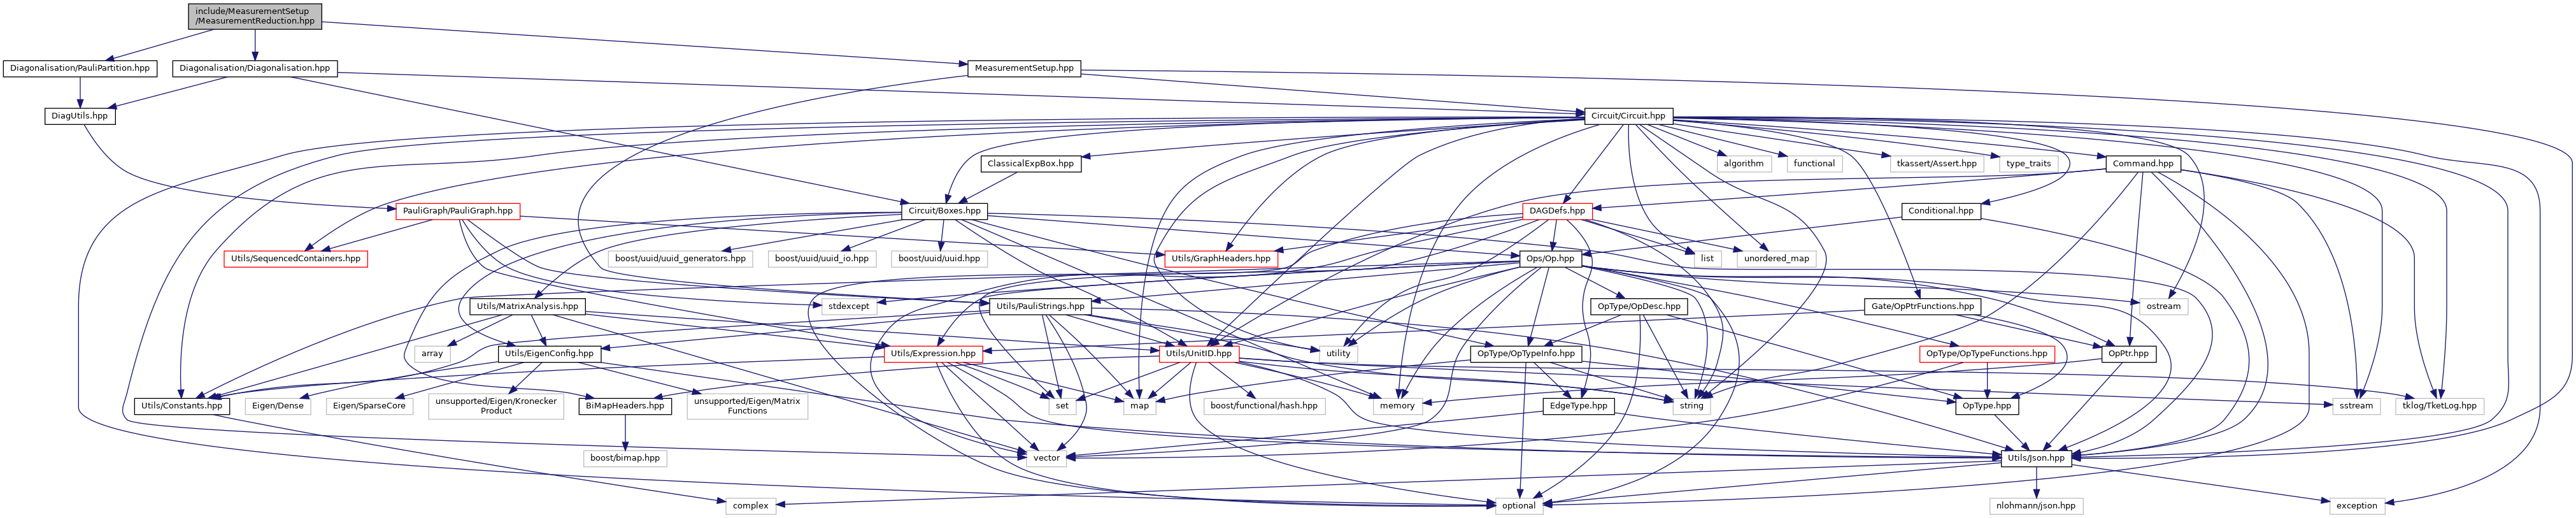 include/MeasurementSetup
/MeasurementReduction.hpp
Diagonalisation/PauliPartition.hpp
Diagonalisation/Diagonalisation.hpp
MeasurementSetup.hpp
DiagUtils.hpp
Circuit/Circuit.hpp
ClassicalExpBox.hpp
algorithm
functional
tkassert/Assert.hpp
type_traits
Command.hpp
PauliGraph/PauliGraph.hpp
Circuit/Boxes.hpp
DAGDefs.hpp
Conditional.hpp
Utils/SequencedContainers.hpp
boost/uuid/uuid_generators.hpp
boost/uuid/uuid_io.hpp
boost/uuid/uuid.hpp
Utils/GraphHeaders.hpp
Ops/Op.hpp
list
unordered_map
Utils/MatrixAnalysis.hpp
stdexcept
Utils/PauliStrings.hpp
OpType/OpDesc.hpp
Gate/OpPtrFunctions.hpp
ostream
array
Utils/EigenConfig.hpp
Utils/Expression.hpp
Utils/UnitID.hpp
utility
OpType/OpTypeInfo.hpp
OpType/OpTypeFunctions.hpp
OpPtr.hpp
Utils/Constants.hpp
Eigen/Dense
Eigen/SparseCore
unsupported/Eigen/Kronecker
Product
BiMapHeaders.hpp
unsupported/Eigen/Matrix
Functions
set
map
boost/functional/hash.hpp
memory
EdgeType.hpp
string
OpType.hpp
sstream
tklog/TketLog.hpp
boost/bimap.hpp
vector
Utils/Json.hpp
complex
optional
nlohmann/json.hpp
exception